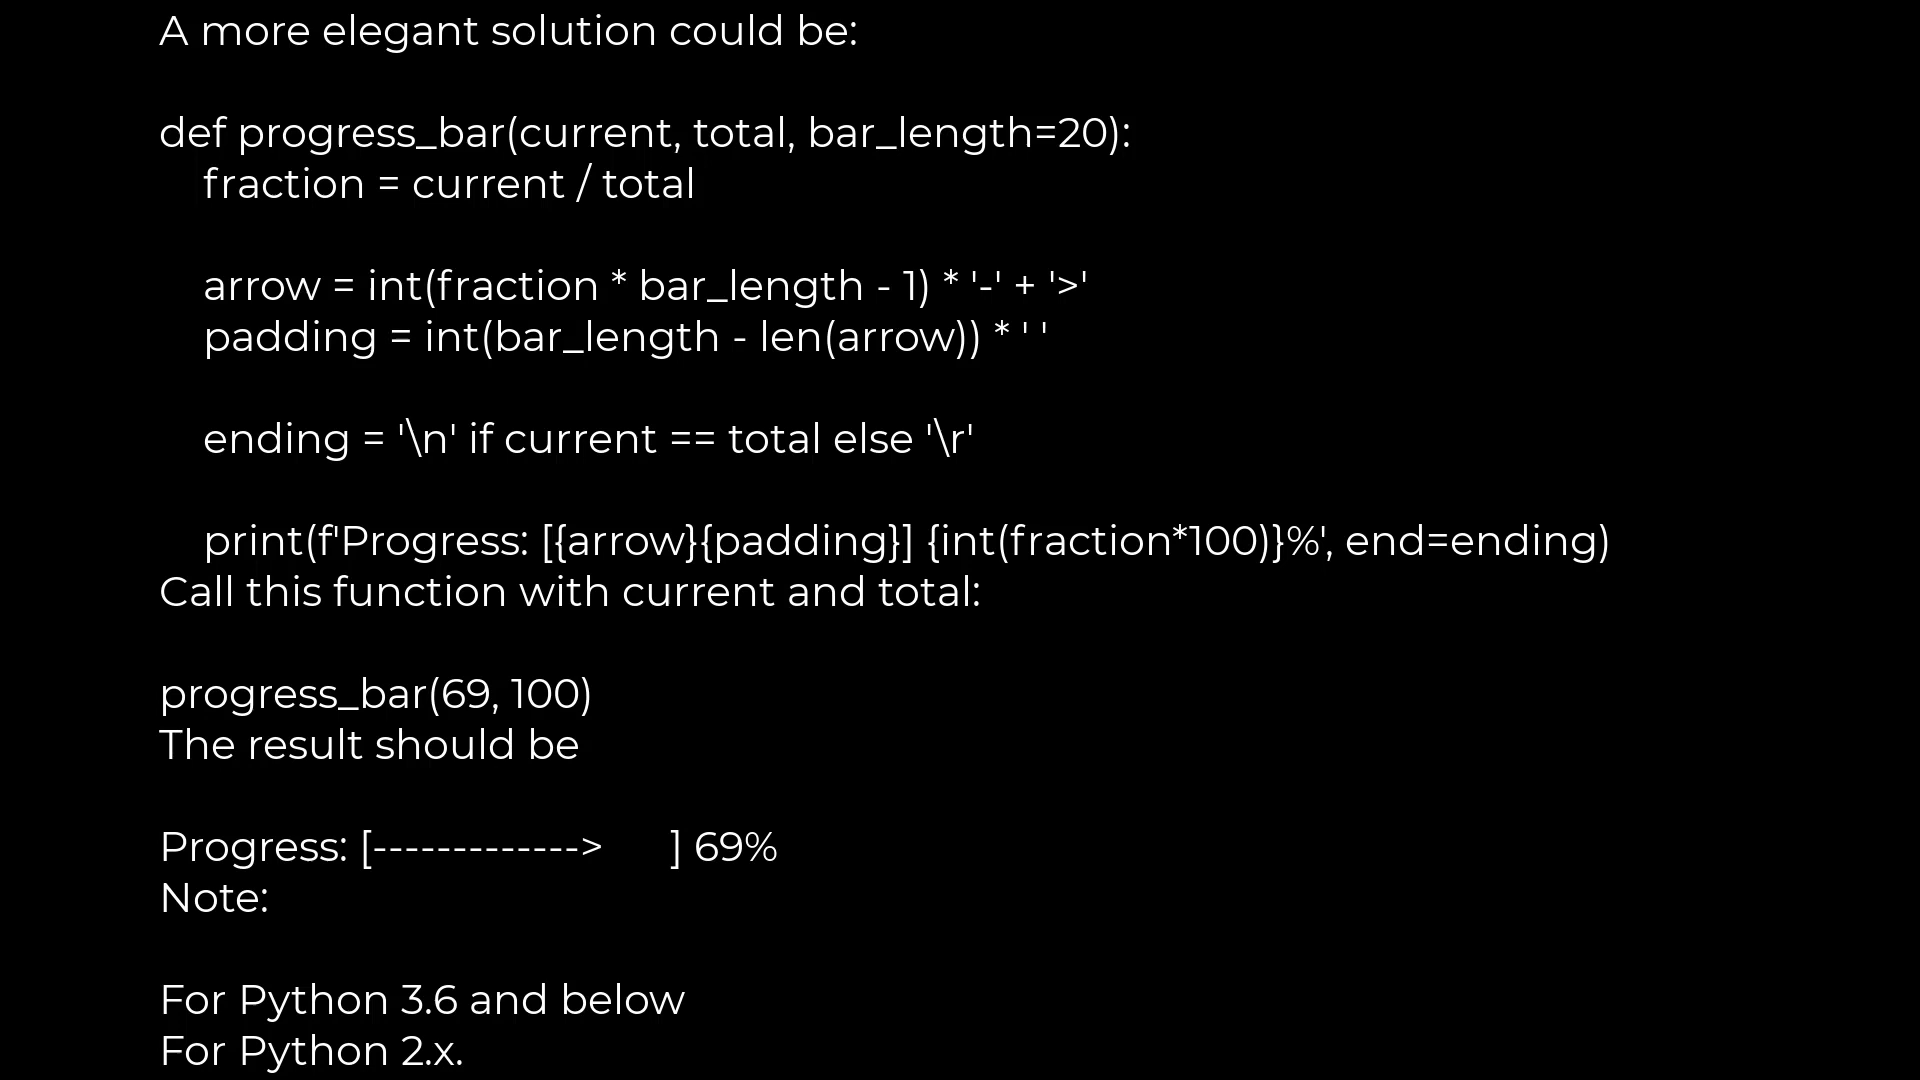 A more elegant solution could be:
def progress_bar(current, total, bar_length=20):
fraction = current / total
arrow = int(fraction * bar_length - 1) * '-' + '>'
padding = int(bar_length - len(arrow)) * ' '
ending = '\n' if current == total else '\r'
print(f'Progress: [{arrow}{padding}] {int(fraction*100)}%', end=ending)
Call this function with current and total:
progress_bar(69, 100)
The result should be
Progress: [------------->      ] 69%
Note:
For Python 3.6 and below
For Python 2.x.